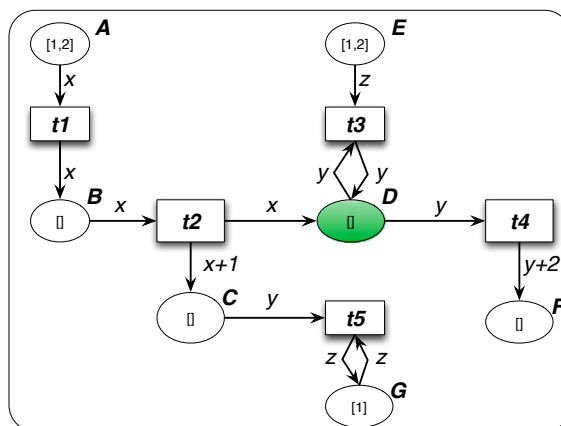 A E
[1,2] [1,2]
x z
t1 t3
x y y
B x t2 x D y t4
[] []
x+1 y+2
C y t5 F
[] []
z z
G
[1]